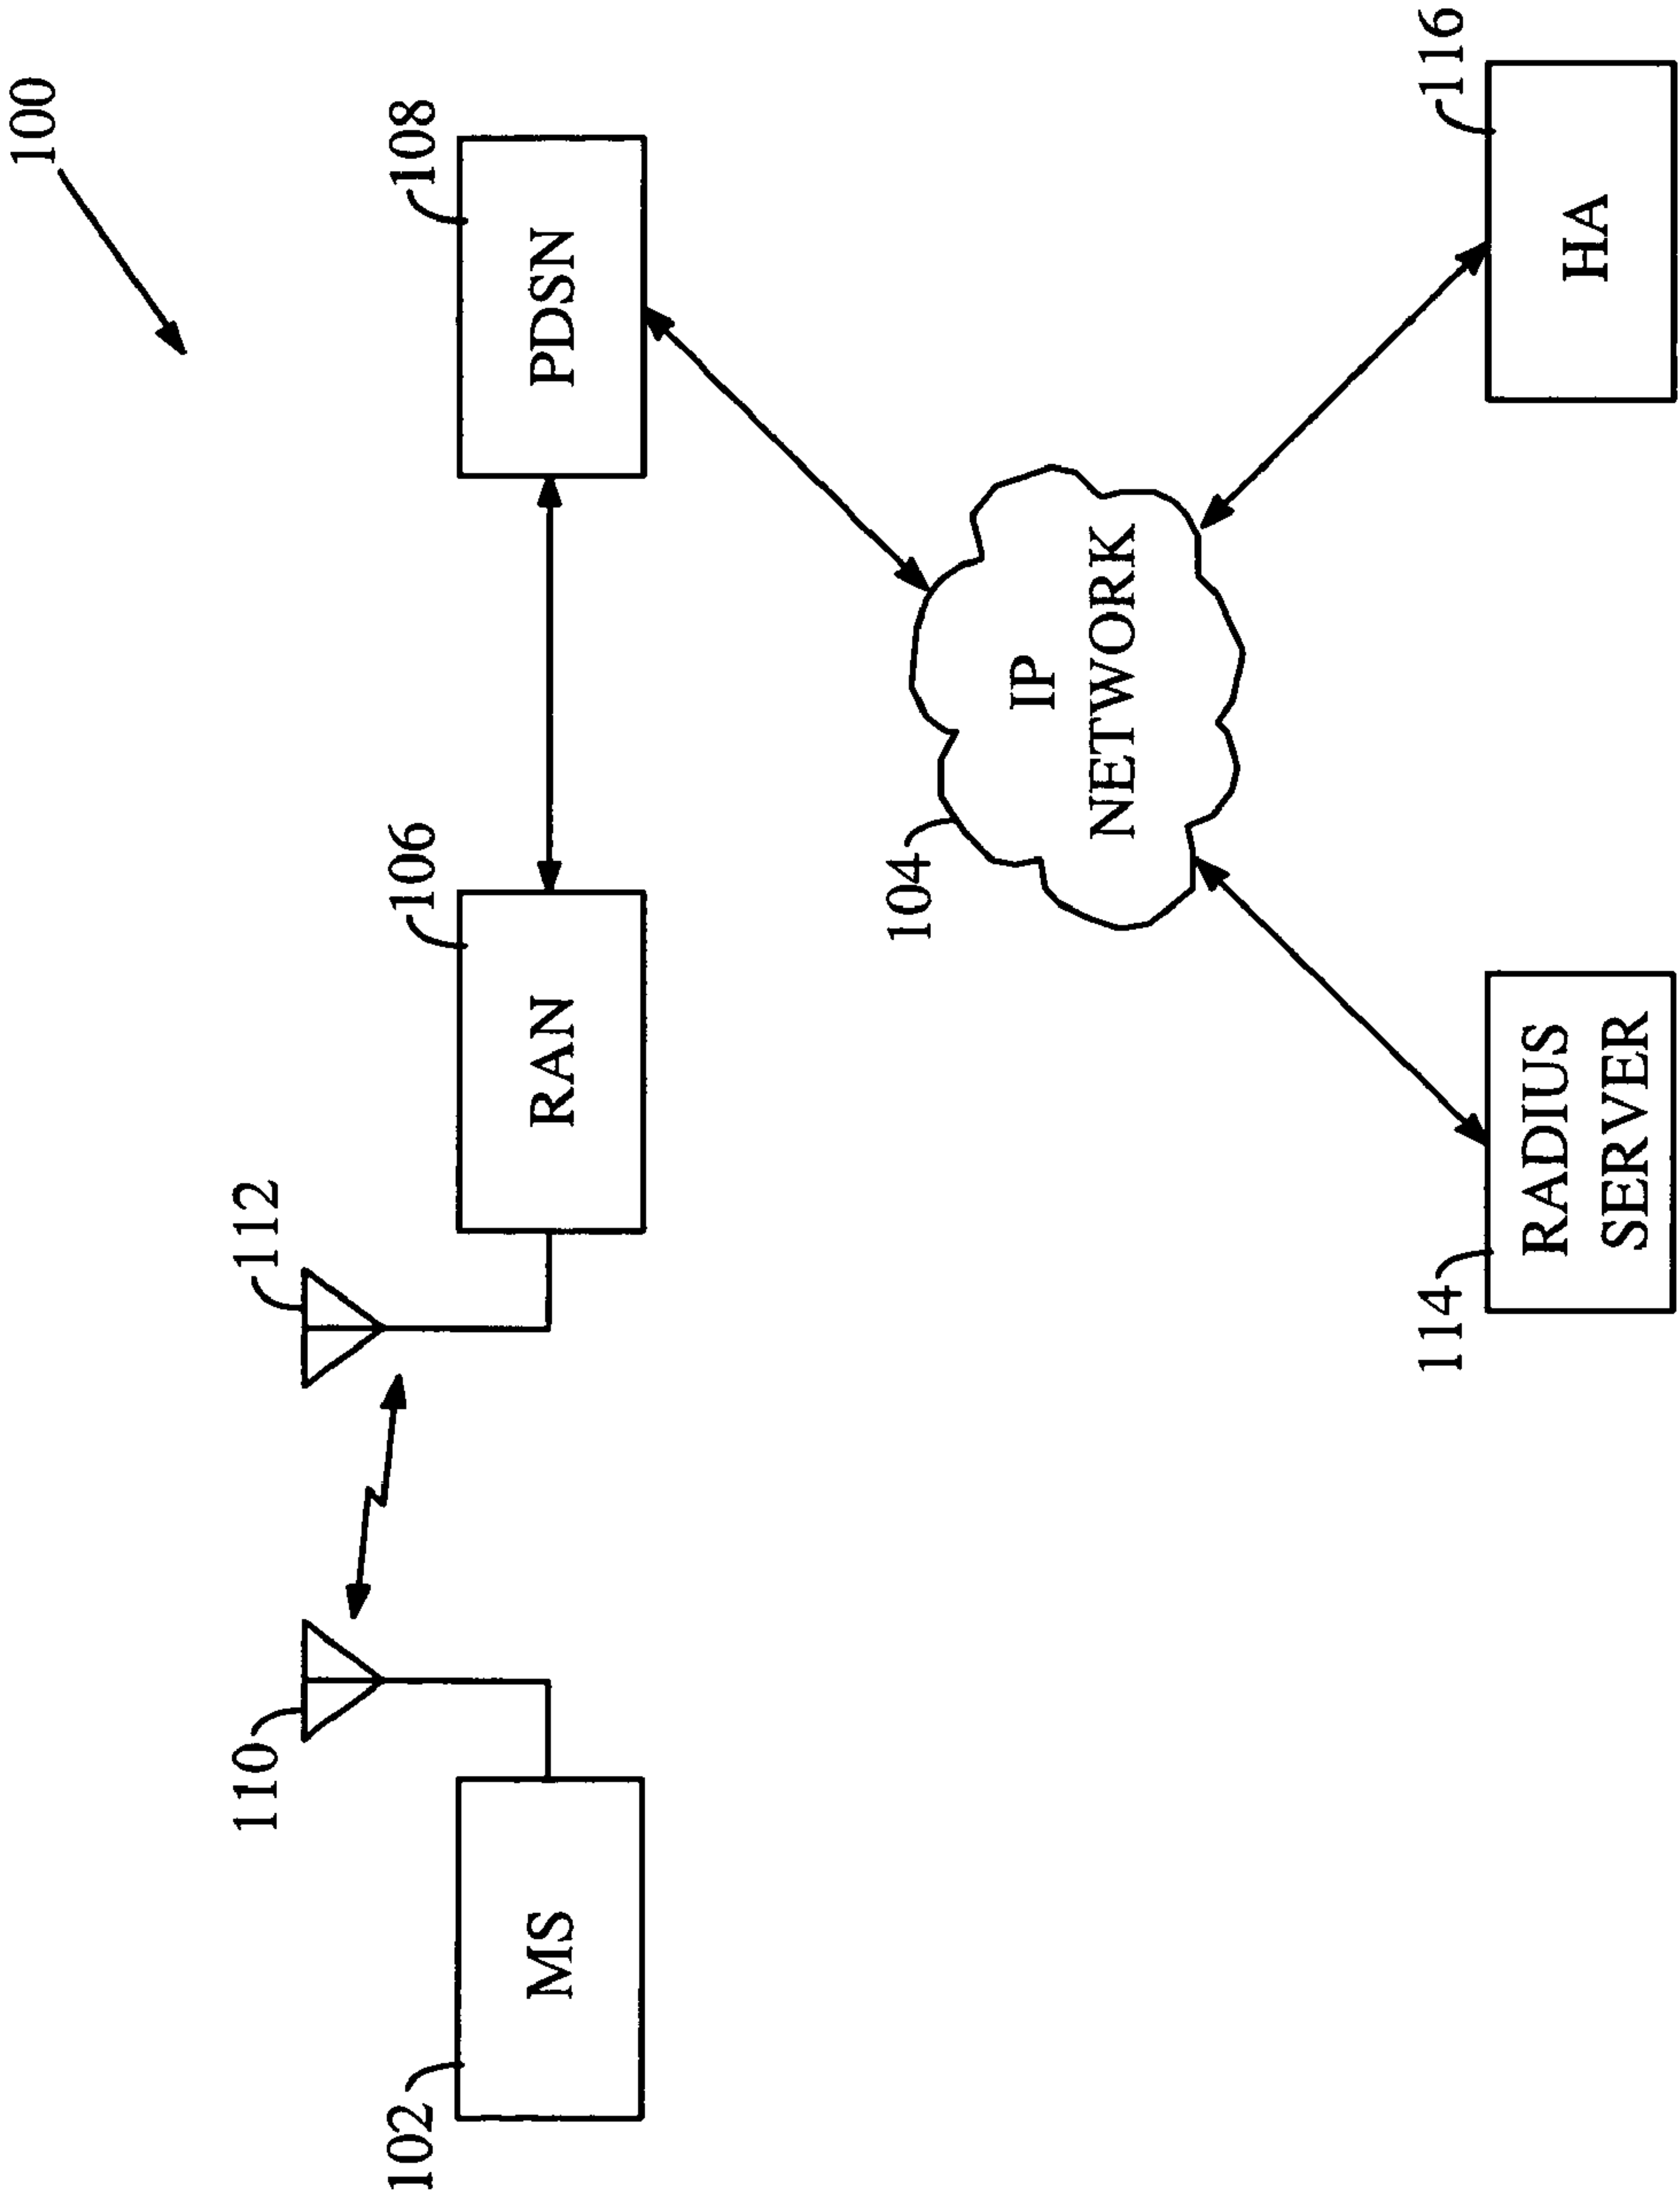 100
110
112
106
108
102
MS
RAN
PDSN
104
IP
NETWORK
114
116
RADIUS
SERVER
HA